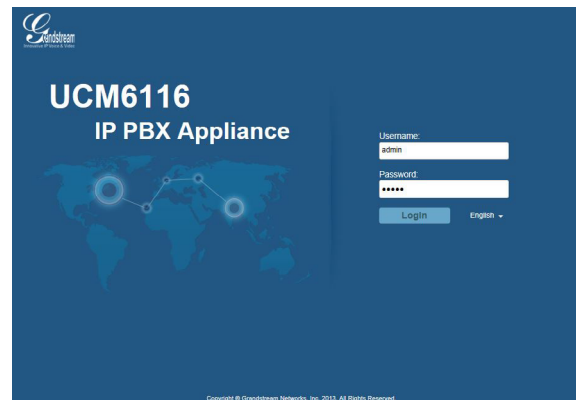 Grandstream
Innovative IP Voice & Video
UCM6116
IP PBX Appliance
Username:
admin
Password:
•••••
Login
English
Copyright © Grandstream Networks, Inc. 2013. All Rights Reserved.